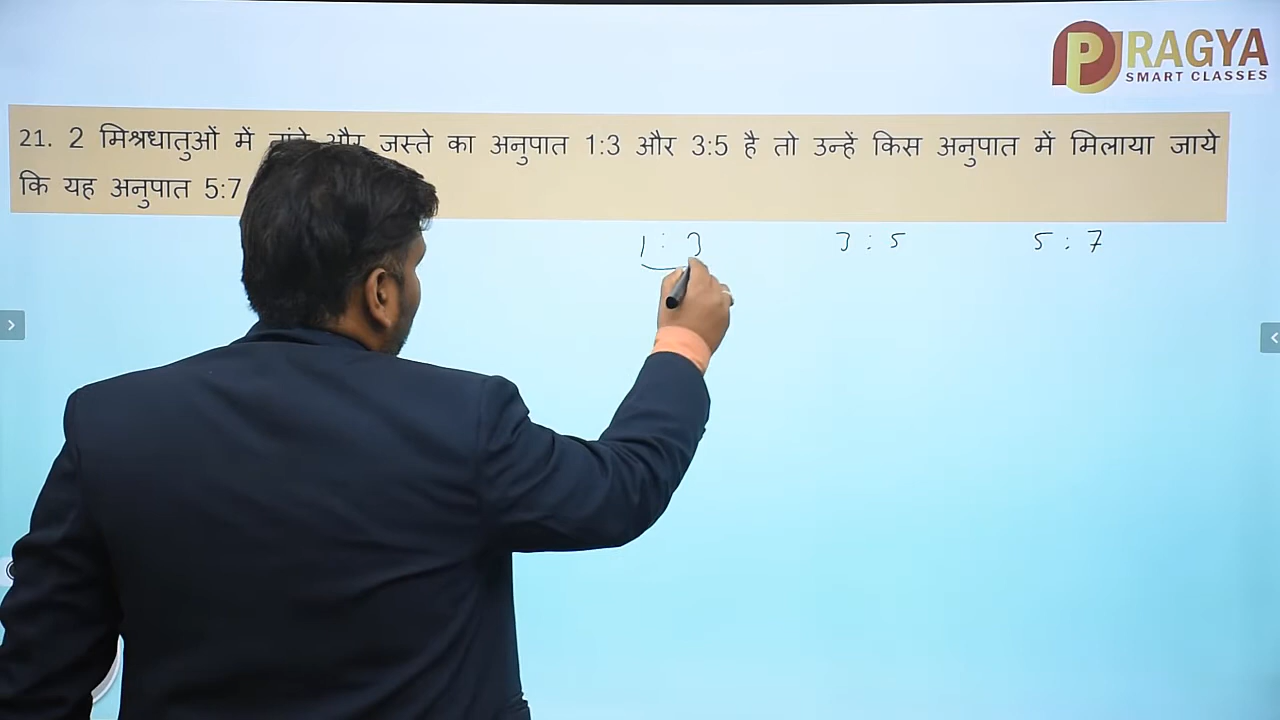 PRAGYA
SMART CLASSES
21. 2 मिश्रधातुओं में तांबे और जस्ते का अनुपात 1:3 और 3:5 है तो उन्हें किस अनुपात में मिलाया जाये
कि यह अनुपात 5:7
1 : 3 3 : 5 5 : 7